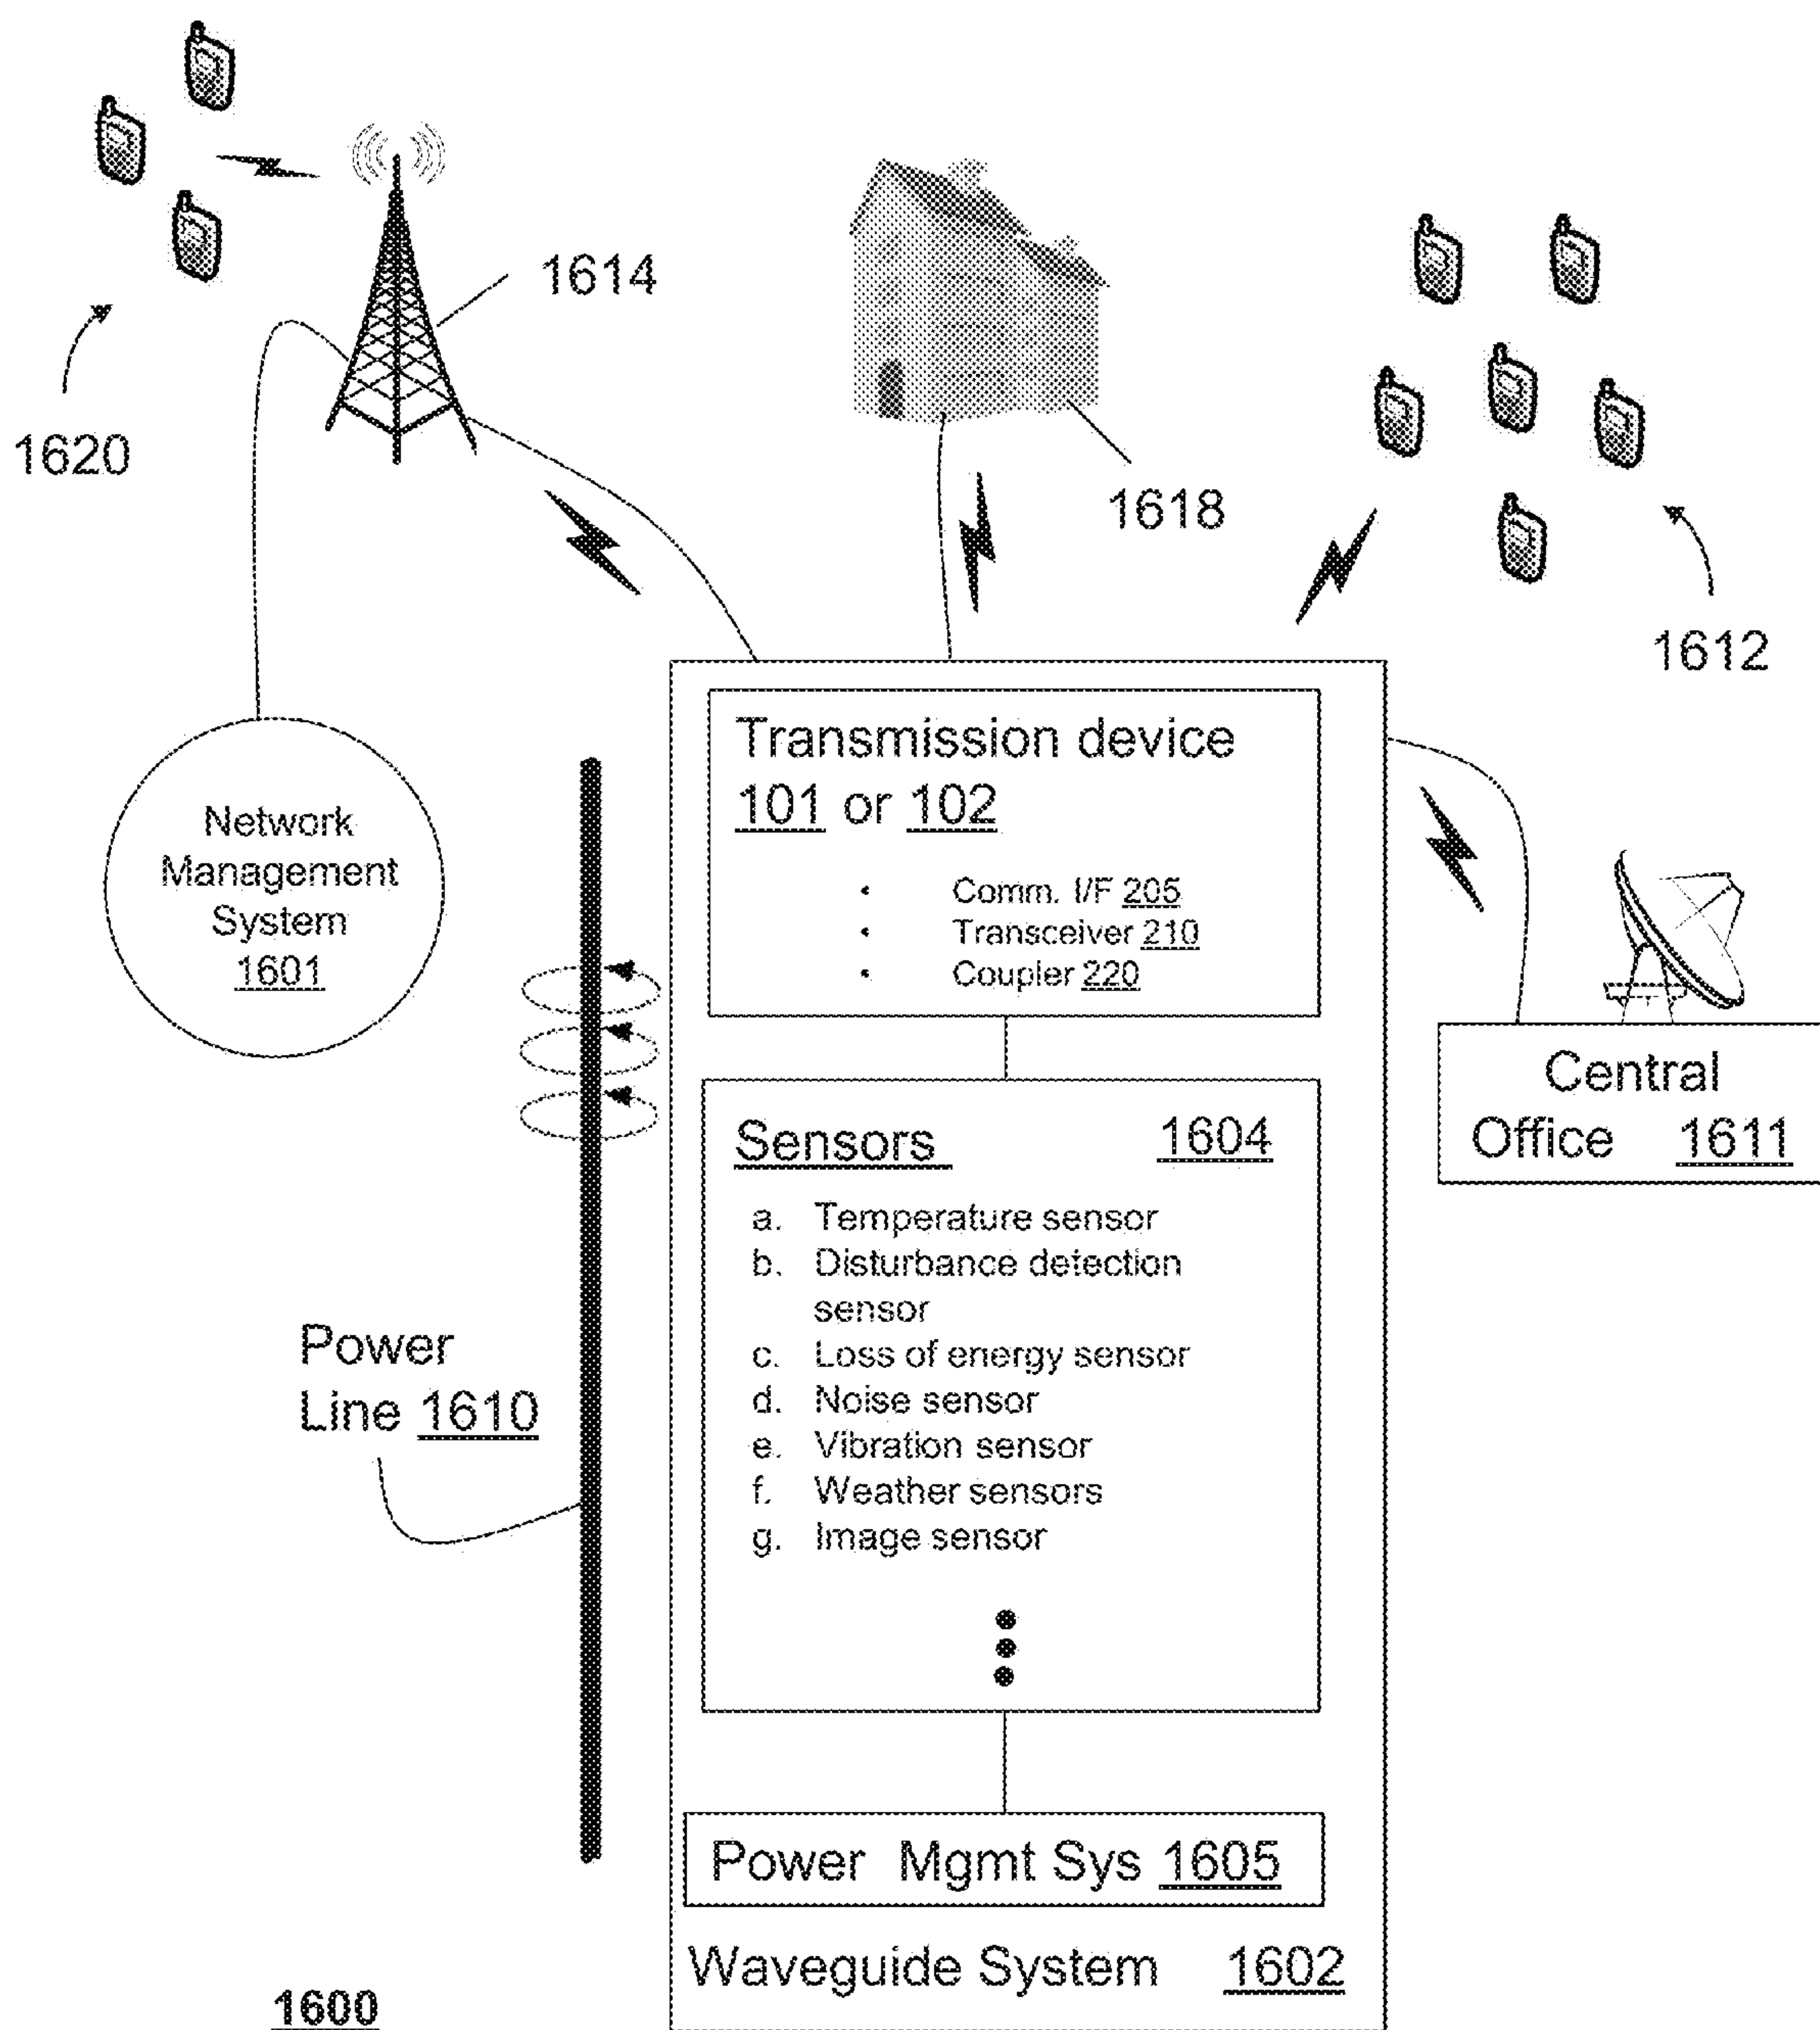 1614
1620
1618
1612
Transmission device
101 or 102
• Comm. I/F 205
• Transceiver 210
• Coupler 220
Network
Management
System
1601
Central
Office 1611
Sensors 1604
a. Temperature sensor
b. Disturbance detection
sensor
c. Loss of energy sensor
d. Noise sensor
e. Vibration sensor
f. Weather sensors
g. Image sensor
Power
Line 1610
Power Mgmt Sys 1605
Waveguide System 1602
1600